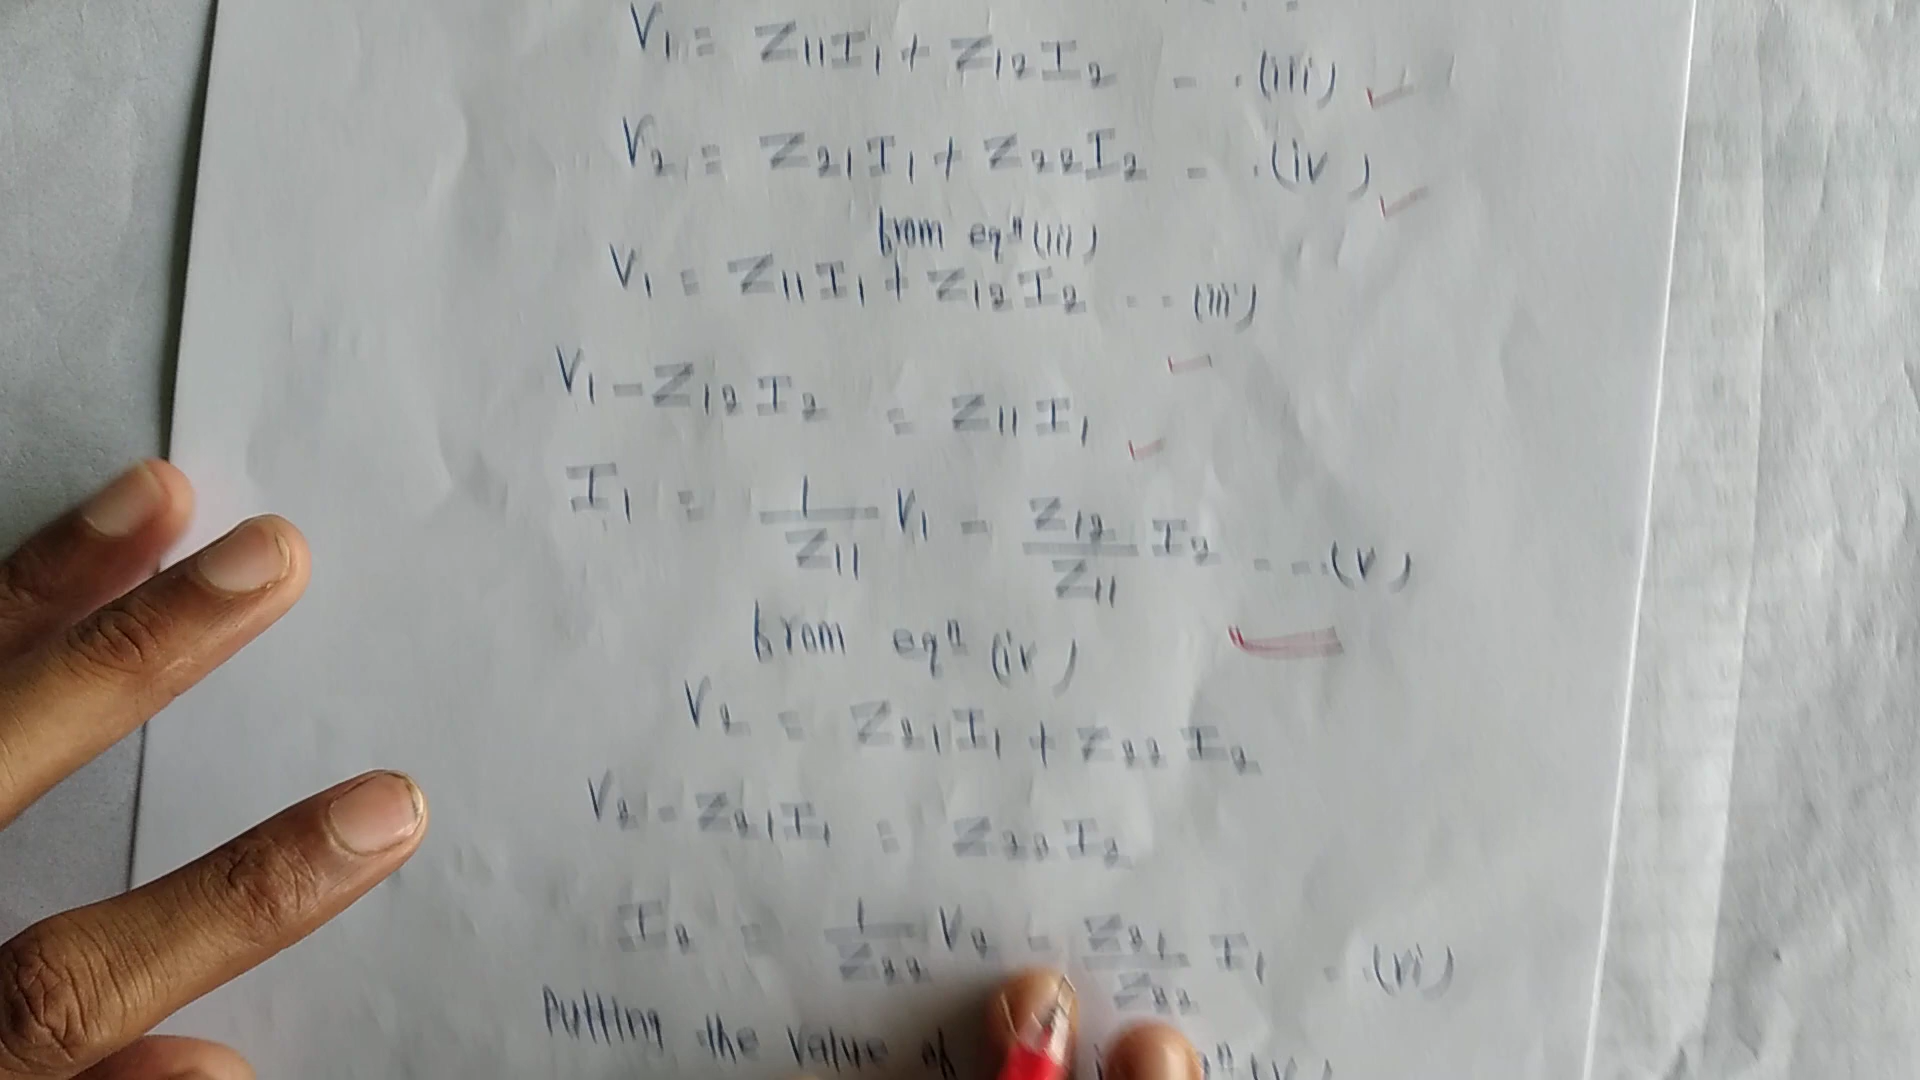 V1 = Z11I1 + Z12I2 - .(iii)
V2 = Z21I1 + Z22I2 - .(iv)
from eqn (iii)
V1 = Z11I1 + Z12I2 - - (iii)
V1 - Z12I2 = Z11I1
I1 = 1/Z11 V1 - Z12/Z11 I2 - - .(v)
from eqn (iv)
V2 = Z21I1 + Z22I2
V2 - Z21I1 = Z22I2
I2 = 1/Z22 V2 - Z21/Z22 I1 - .(vi)
Putting the value of